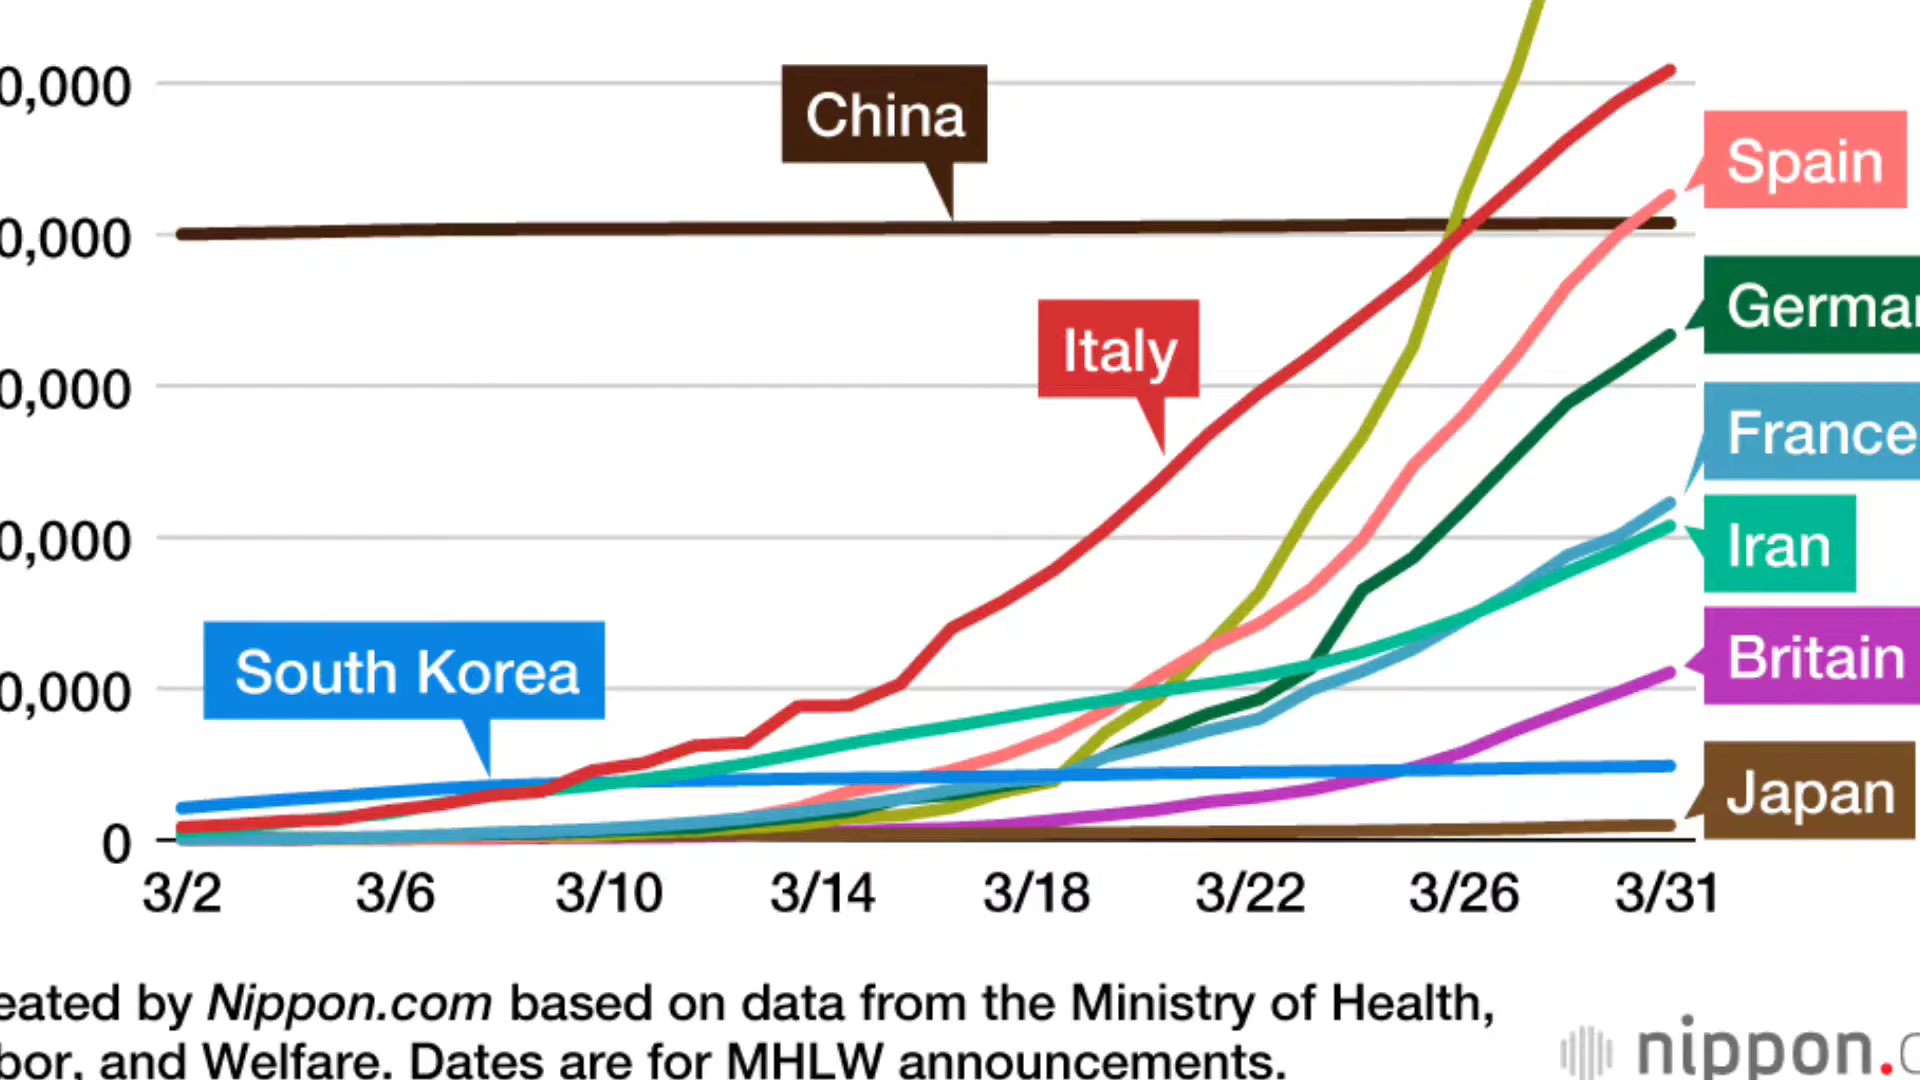 0,000
China
Spain
0,000
Germa
Italy
0,000
France
0,000
Iran
South Korea
Britain
0,000
Japan
0
3/2 3/6 3/10 3/14 3/18 3/22 3/26 3/31
eated by Nippon.com based on data from the Ministry of Health,
bor, and Welfare. Dates are for MHLW announcements.
nippon.c